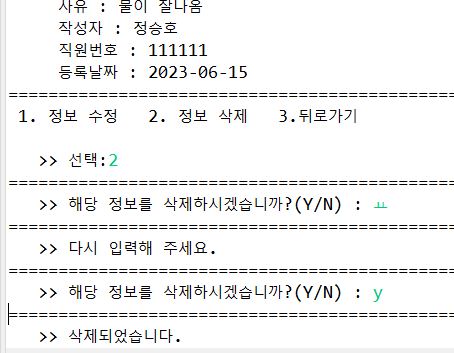 사유 : 물이 잘나옴
작성자 : 정승호
직원번호 : 111111
등록날짜 : 2023-06-15
==============================================
1. 정보 수정   2. 정보 삭제   3.뒤로가기
>> 선택:2
==============================================
>> 해당 정보를 삭제하시겠습니까?(Y/N) : ㅛ
==============================================
>> 다시 입력해 주세요.
==============================================
>> 해당 정보를 삭제하시겠습니까?(Y/N) : y
==============================================
>> 삭제되었습니다.